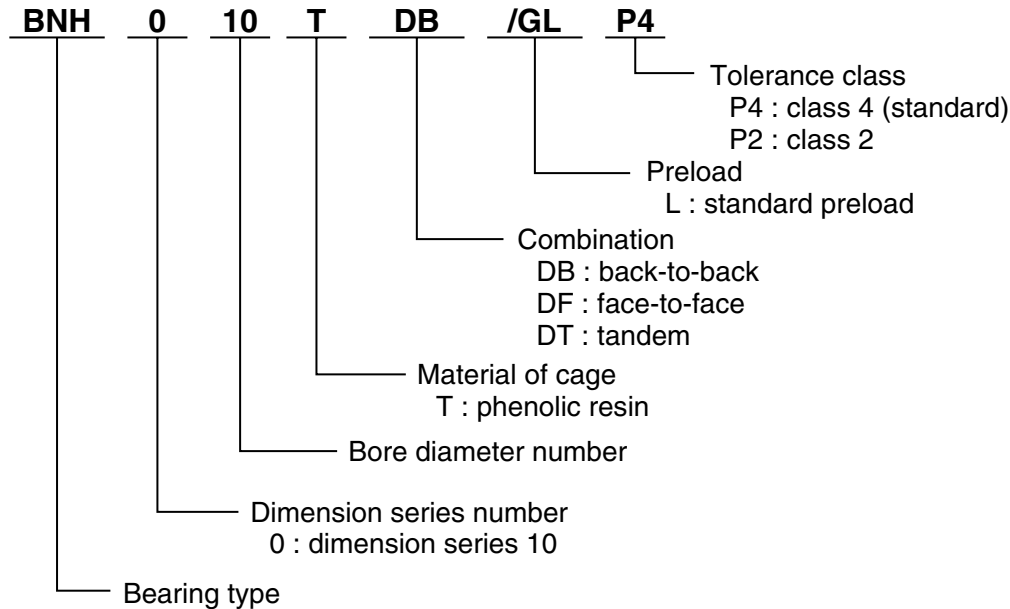 BNH 0 10 T DB /GL P4
Tolerance class
P4 : class 4 (standard)
P2 : class 2
Preload
L : standard preload
Combination
DB : back-to-back
DF : face-to-face
DT : tandem
Material of cage
T : phenolic resin
Bore diameter number
Dimension series number
0 : dimension series 10
Bearing type